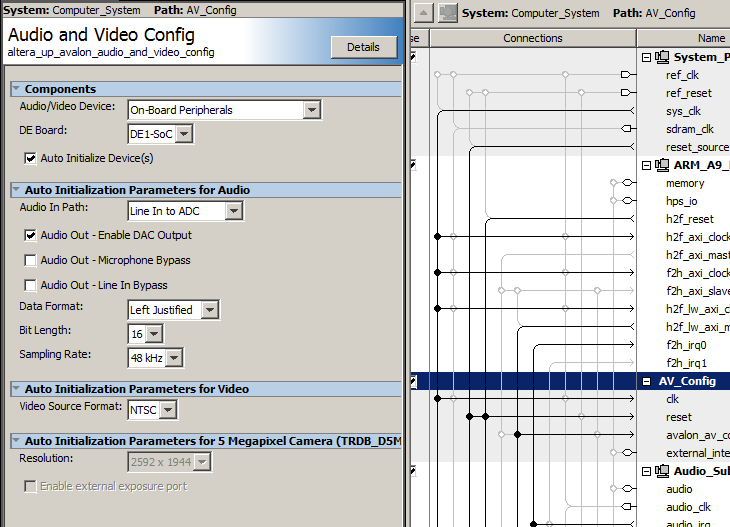 System: Computer_System Path: AV_Config
Audio and Video Config
altera_up_avalon_audio_and_video_config
Details
Components
Audio/Video Device: On-Board Peripherals
DE Board: DE1-SoC
Auto Initialize Device(s)
Auto Initialization Parameters for Audio
Audio In Path: Line In to ADC
Audio Out - Enable DAC Output
Audio Out - Microphone Bypass
Audio Out - Line In Bypass
Data Format: Left Justified
Bit Length: 16
Sampling Rate: 48 kHz
Auto Initialization Parameters for Video
Video Source Format: NTSC
Auto Initialization Parameters for 5 Megapixel Camera (TRDB_D5M
Resolution: 2592 x 1944
Enable external exposure port
System: Computer_System Path: AV_Config
se Connections Name
System_P
ref_clk
ref_reset
sys_clk
sdram_clk
reset_source
ARM_A9_
memory
hps_io
h2f_reset
h2f_axi_clock
h2f_axi_mast
f2h_axi_clock
f2h_axi_slave
h2f_lw_axi_c
h2f_lw_axi_m
f2h_irq0
f2h_irq1
AV_Config
clk
reset
avalon_av_co
external_inte
Audio_Sul
audio
audio_clk
audio_irq